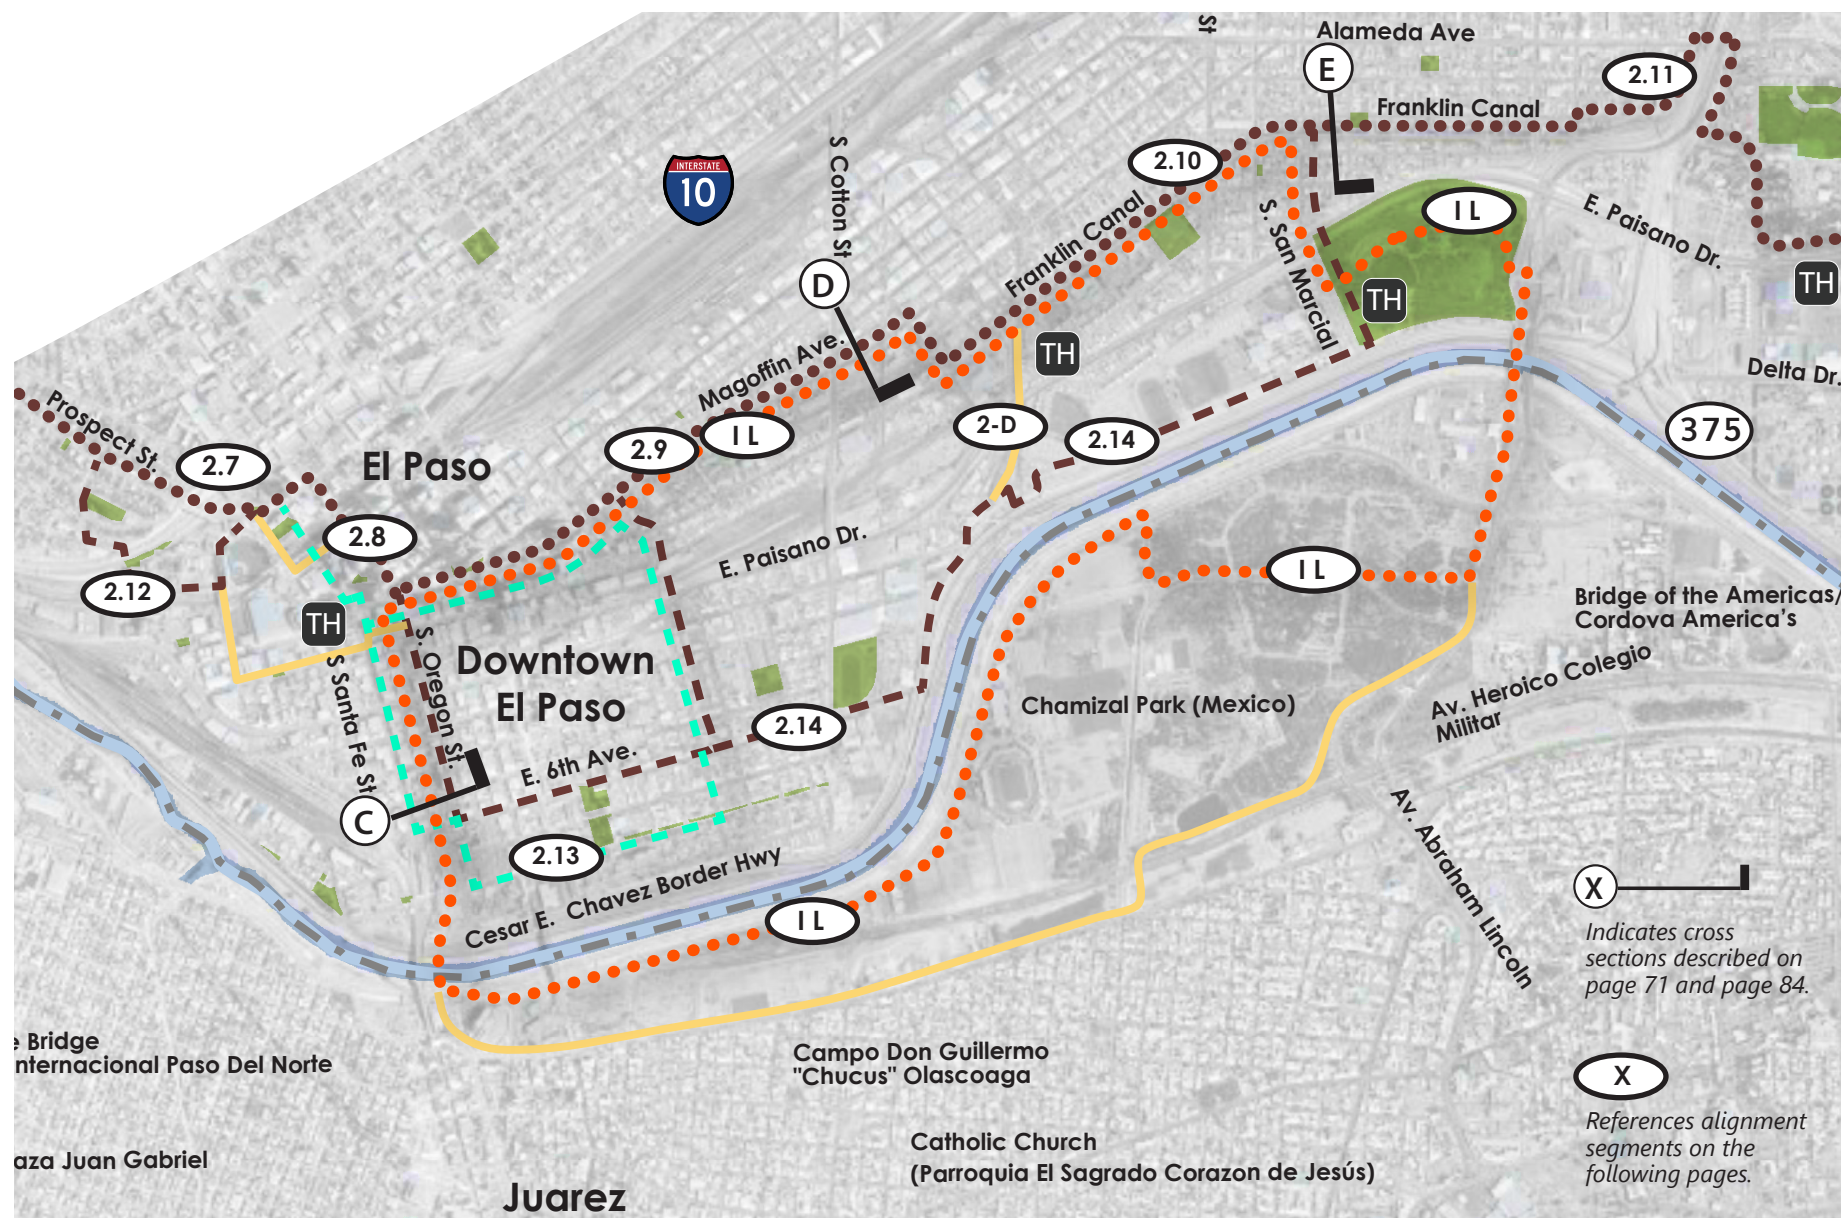 St
Alameda Ave
E
2.11
Franklin Canal
INTERSTATE
10
S Cotton St
2.10
I L
E. Paisano Dr.
Franklin Canal
S. San Marcial
D
TH
TH
TH
Magoffin Ave.
Delta Dr.
Prospect St.
2.7
El Paso
2.9
I L
2-D
2.14
375
2.8
E. Paisano Dr.
2.12
I L
Bridge of the Americas/
Cordova America's
TH
S. Oregon St.
Downtown
El Paso
S Santa Fe St
Chamizal Park (Mexico)
Av. Heroico Colegio
Militar
2.14
E. 6th Ave.
C
Av. Abraham Lincoln
2.13
Cesar E. Chavez Border Hwy
I L
X
Indicates cross
sections described on
page 71 and page 84.
e Bridge
nternacional Paso Del Norte
Campo Don Guillermo
"Chucus" Olascoaga
X
References alignment
segments on the
following pages.
Catholic Church
(Parroquia El Sagrado Corazon de Jesús)
aza Juan Gabriel
Juarez